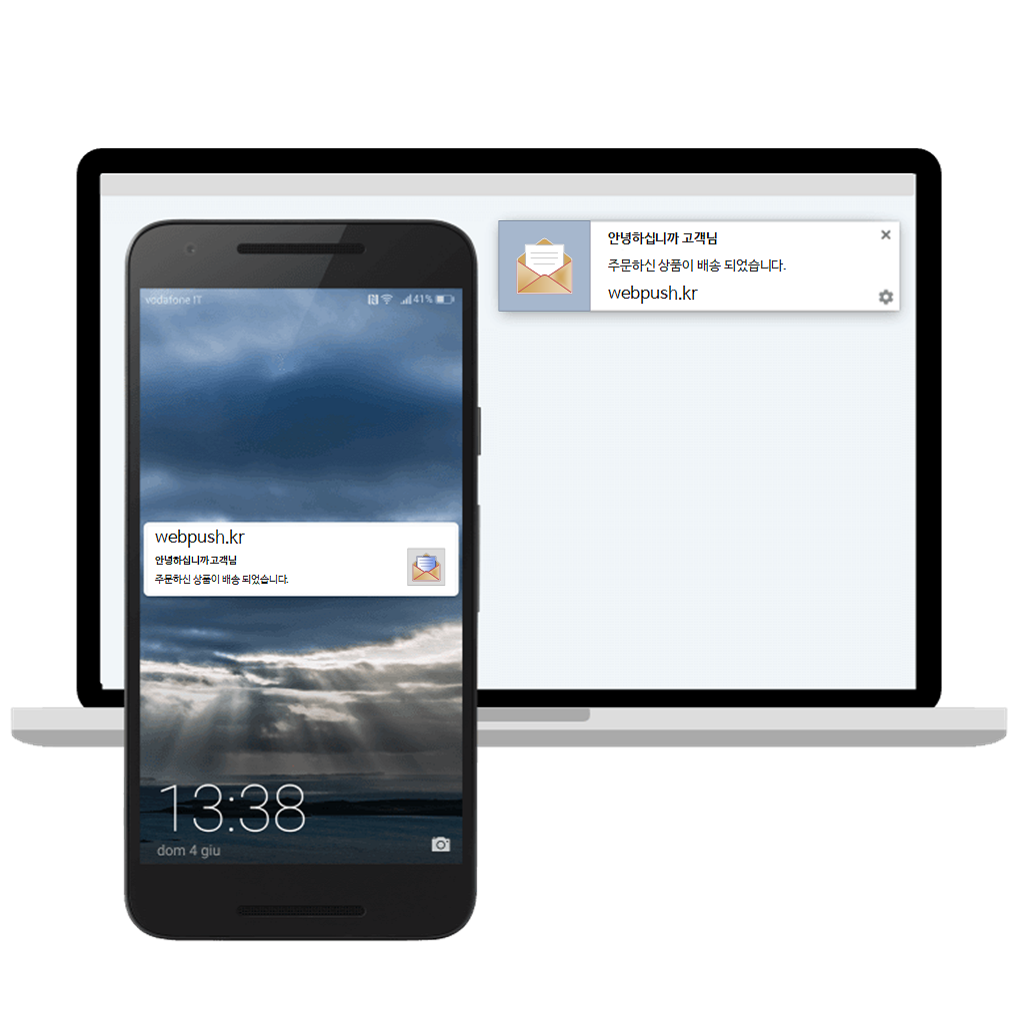 안녕하십니까 고객님
주문하신 상품이 배송 되었습니다.
webpush.kr
vodafone IT
41%
webpush.kr
안녕하십니까 고객님
주문하신 상품이 배송 되었습니다.
13:38
dom 4 giu